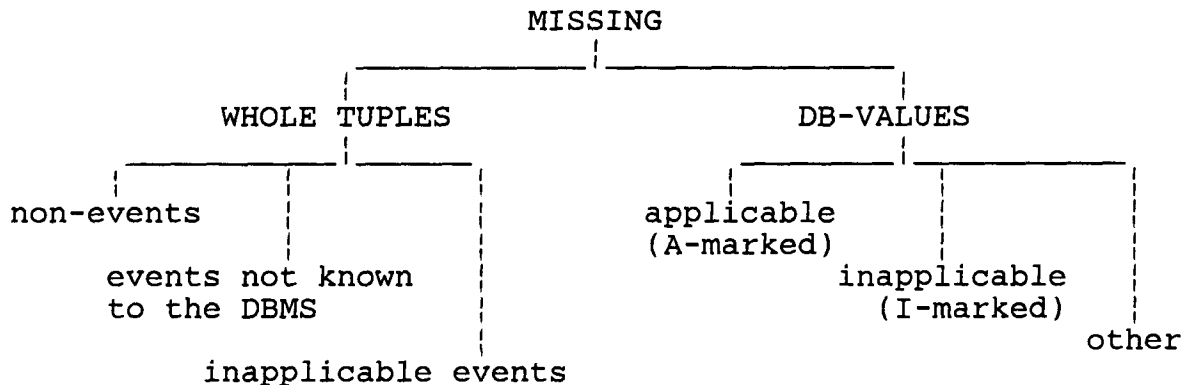 MISSING
WHOLE TUPLES
DB-VALUES
non-events
events not known
to the DBMS
inapplicable events
applicable
(A-marked)
inapplicable
(I-marked)
other